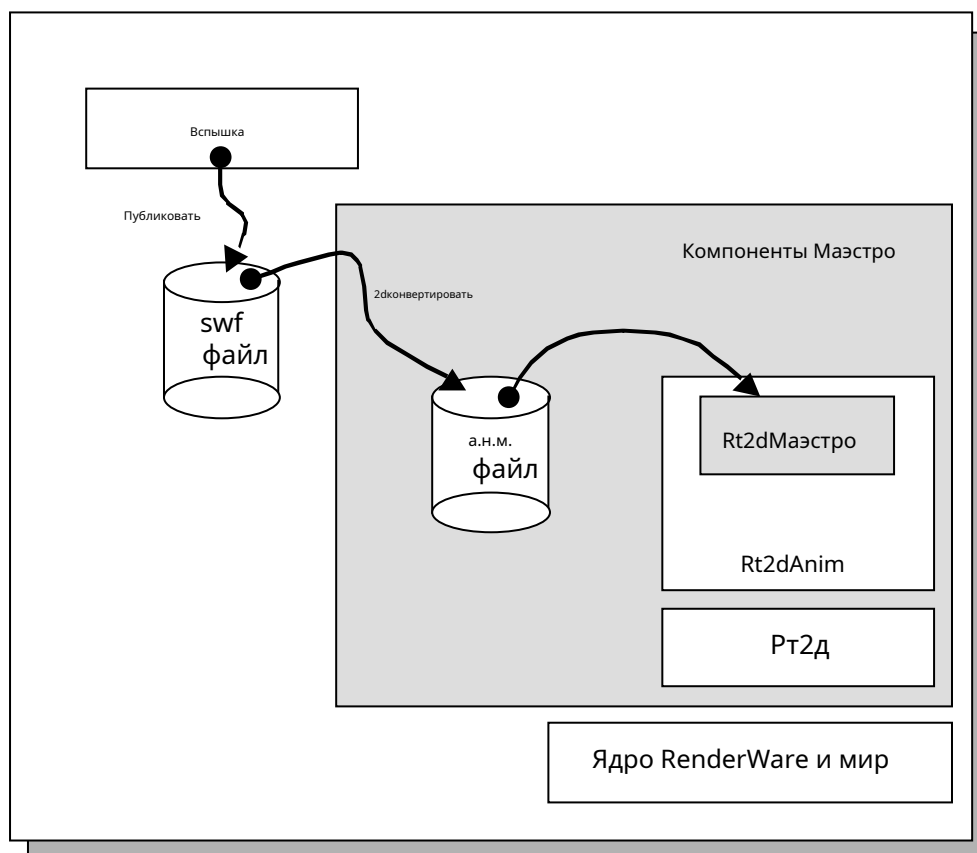 Вспышка
Публиковать
Компоненты Маэстро
2dконвертировать
swf
файл
а.н.м.
файл
Rt2dМаэстро
Rt2dAnim
Рт2д
Ядро RenderWare и мир